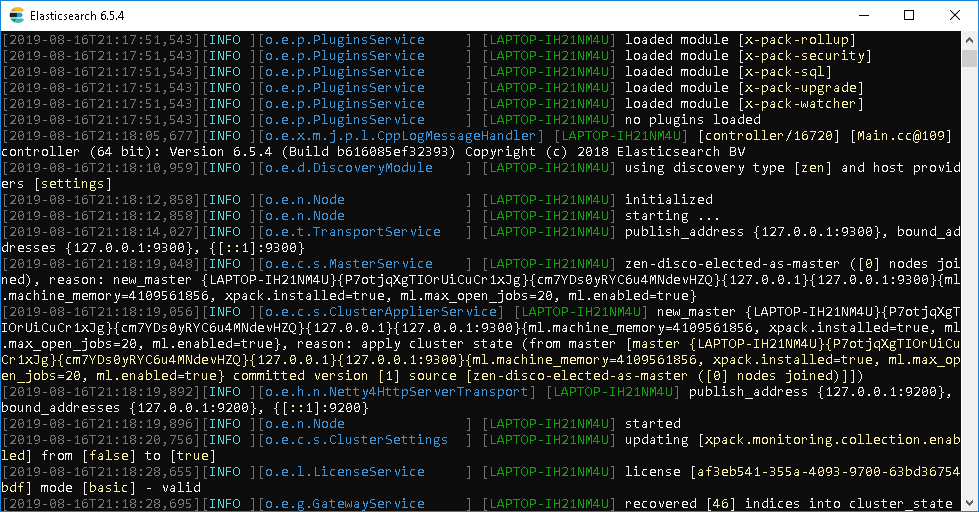 Elasticsearch 6.5.4
[2019-08-16T21:17:51,543][INFO ][o.e.p.PluginsService     ] [LAPTOP-IH21NM4U] loaded module [x-pack-rollup]
[2019-08-16T21:17:51,543][INFO ][o.e.p.PluginsService     ] [LAPTOP-IH21NM4U] loaded module [x-pack-security]
[2019-08-16T21:17:51,543][INFO ][o.e.p.PluginsService     ] [LAPTOP-IH21NM4U] loaded module [x-pack-sql]
[2019-08-16T21:17:51,543][INFO ][o.e.p.PluginsService     ] [LAPTOP-IH21NM4U] loaded module [x-pack-upgrade]
[2019-08-16T21:17:51,543][INFO ][o.e.p.PluginsService     ] [LAPTOP-IH21NM4U] loaded module [x-pack-watcher]
[2019-08-16T21:17:51,543][INFO ][o.e.p.PluginsService     ] [LAPTOP-IH21NM4U] no plugins loaded
[2019-08-16T21:18:05,677][INFO ][o.e.x.m.j.p.l.CppLogMessageHandler] [LAPTOP-IH21NM4U] [controller/16720] [Main.cc@109]
controller (64 bit): Version 6.5.4 (Build b616085ef32393) Copyright (c) 2018 Elasticsearch BV
[2019-08-16T21:18:10,959][INFO ][o.e.d.DiscoveryModule    ] [LAPTOP-IH21NM4U] using discovery type [zen] and host provid
ers [settings]
[2019-08-16T21:18:12,858][INFO ][o.e.n.Node               ] [LAPTOP-IH21NM4U] initialized
[2019-08-16T21:18:12,858][INFO ][o.e.n.Node               ] [LAPTOP-IH21NM4U] starting ...
[2019-08-16T21:18:14,027][INFO ][o.e.t.TransportService   ] [LAPTOP-IH21NM4U] publish_address {127.0.0.1:9300}, bound_ad
dresses {127.0.0.1:9300}, {[::1]:9300}
[2019-08-16T21:18:19,048][INFO ][o.e.c.s.MasterService    ] [LAPTOP-IH21NM4U] zen-disco-elected-as-master ([0] nodes joi
ned), reason: new_master {LAPTOP-IH21NM4U}{P7otjqXgTIOrUiCuCr1xJg}{cm7YDs0yRYC6u4MNdevHZQ}{127.0.0.1}{127.0.0.1:9300}{ml
.machine_memory=4109561856, xpack.installed=true, ml.max_open_jobs=20, ml.enabled=true}
[2019-08-16T21:18:19,056][INFO ][o.e.c.s.ClusterApplierService] [LAPTOP-IH21NM4U] new_master {LAPTOP-IH21NM4U}{P7otjqXgT
IOrUiCuCr1xJg}{cm7YDs0yRYC6u4MNdevHZQ}{127.0.0.1}{127.0.0.1:9300}{ml.machine_memory=4109561856, xpack.installed=true, ml
.max_open_jobs=20, ml.enabled=true}, reason: apply cluster state (from master [master {LAPTOP-IH21NM4U}{P7otjqXgTIOrUiCu
Cr1xJg}{cm7YDs0yRYC6u4MNdevHZQ}{127.0.0.1}{127.0.0.1:9300}{ml.machine_memory=4109561856, xpack.installed=true, ml.max_op
en_jobs=20, ml.enabled=true} committed version [1] source [zen-disco-elected-as-master ([0] nodes joined)]])
[2019-08-16T21:18:19,892][INFO ][o.e.h.n.Netty4HttpServerTransport] [LAPTOP-IH21NM4U] publish_address {127.0.0.1:9200},
bound_addresses {127.0.0.1:9200}, {[::1]:9200}
[2019-08-16T21:18:19,896][INFO ][o.e.n.Node               ] [LAPTOP-IH21NM4U] started
[2019-08-16T21:18:20,756][INFO ][o.e.c.s.ClusterSettings  ] [LAPTOP-IH21NM4U] updating [xpack.monitoring.collection.enab
led] from [false] to [true]
[2019-08-16T21:18:28,655][INFO ][o.e.l.LicenseService     ] [LAPTOP-IH21NM4U] license [af3eb541-355a-4093-9700-63bd36754
bdf] mode [basic] - valid
[2019-08-16T21:18:28,695][INFO ][o.e.g.GatewayService     ] [LAPTOP-IH21NM4U] recovered [46] indices into cluster_state